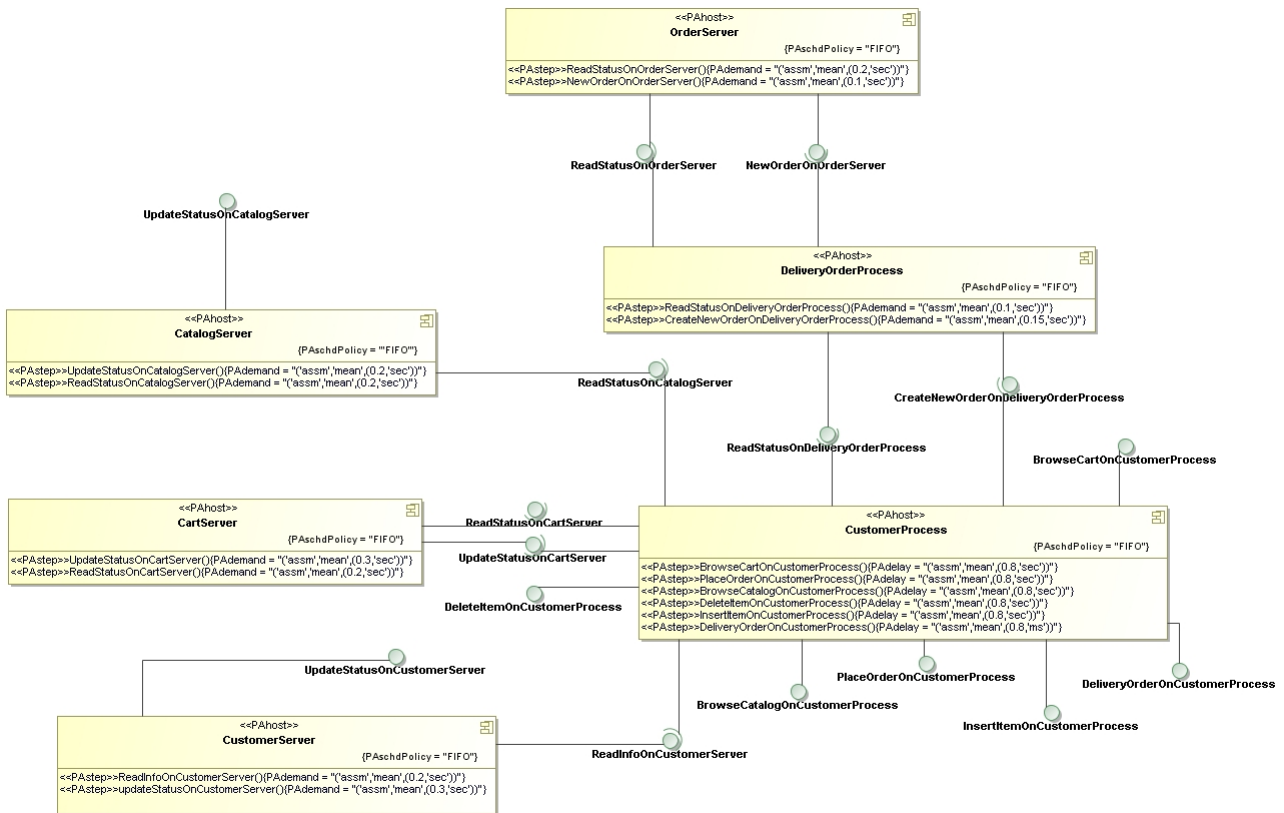 <<PAhost>>
OrderServer
{PAschdPolicy = "FIFO"}
<<PAstep>>ReadStatusOnOrderServer(){PAdemand = "('assm','mean',(0.2,'sec'))"}
<<PAstep>>NewOrderOnOrderServer(){PAdemand = "('assm','mean',(0.1,'sec'))"}
ReadStatusOnOrderServer
NewOrderOnOrderServer
UpdateStatusOnCatalogServer
<<PAhost>>
DeliveryOrderProcess
{PAschdPolicy = "FIFO"}
<<PAstep>>ReadStatusOnDeliveryOrderProcess(){PAdemand = "('assm','mean',(0.1,'sec'))"}
<<PAstep>>CreateNewOrderOnDeliveryOrderProcess(){PAdemand = "('assm','mean',(0.15,'sec'))"}
<<PAhost>>
CatalogServer
{PAschdPolicy = '"FIFO"'}
<<PAstep>>UpdateStatusOnCatalogServer(){PAdemand = "('assm','mean',(0.2,'sec'))"}
<<PAstep>>ReadStatusOnCatalogServer(){PAdemand = "('assm','mean',(0.2,'sec'))"}
ReadStatusOnCatalogServer
CreateNewOrderOnDeliveryOrderProcess
ReadStatusOnDeliveryOrderProcess
BrowseCartOnCustomerProcess
<<PAhost>>
CartServer
{PAschdPolicy = "FIFO"}
<<PAstep>>UpdateStatusOnCartServer(){PAdemand = "('assm','mean',(0.3,'sec'))"}
<<PAstep>>ReadStatusOnCartServer(){PAdemand = "('assm','mean',(0.2,'sec'))"}
ReadStatusOnCartServer
UpdateStatusOnCartServer
DeleteItemOnCustomerProcess
<<PAhost>>
CustomerProcess
{PAschdPolicy = "FIFO"}
<<PAstep>>BrowseCartOnCustomerProcess(){PAdelay = "('assm','mean',(0.8,'sec'))"}
<<PAstep>>PlaceOrderOnCustomerProcess(){PAdelay = "('assm','mean',(0.8,'sec'))"}
<<PAstep>>BrowseCatalogOnCustomerProcess(){PAdelay = "('assm','mean',(0.8,'sec'))"}
<<PAstep>>DeleteItemOnCustomerProcess(){PAdelay = "('assm','mean',(0.8,'sec'))"}
<<PAstep>>InsertItemOnCustomerProcess(){PAdelay = "('assm','mean',(0.8,'sec'))"}
<<PAstep>>DeliveryOrderOnCustomerProcess(){PAdelay = "('assm','mean',(0.8,'ms'))"}
UpdateStatusOnCustomerServer
PlaceOrderOnCustomerProcess
DeliveryOrderOnCustomerProcess
BrowseCatalogOnCustomerProcess
InsertItemOnCustomerProcess
<<PAhost>>
CustomerServer
{PAschdPolicy = "FIFO"}
<<PAstep>>ReadInfoOnCustomerServer(){PAdemand = "('assm','mean',(0.2,'sec'))"}
<<PAstep>>updateStatusOnCustomerServer(){PAdemand = "('assm','mean',(0.3,'sec'))"}
ReadInfoOnCustomerServer